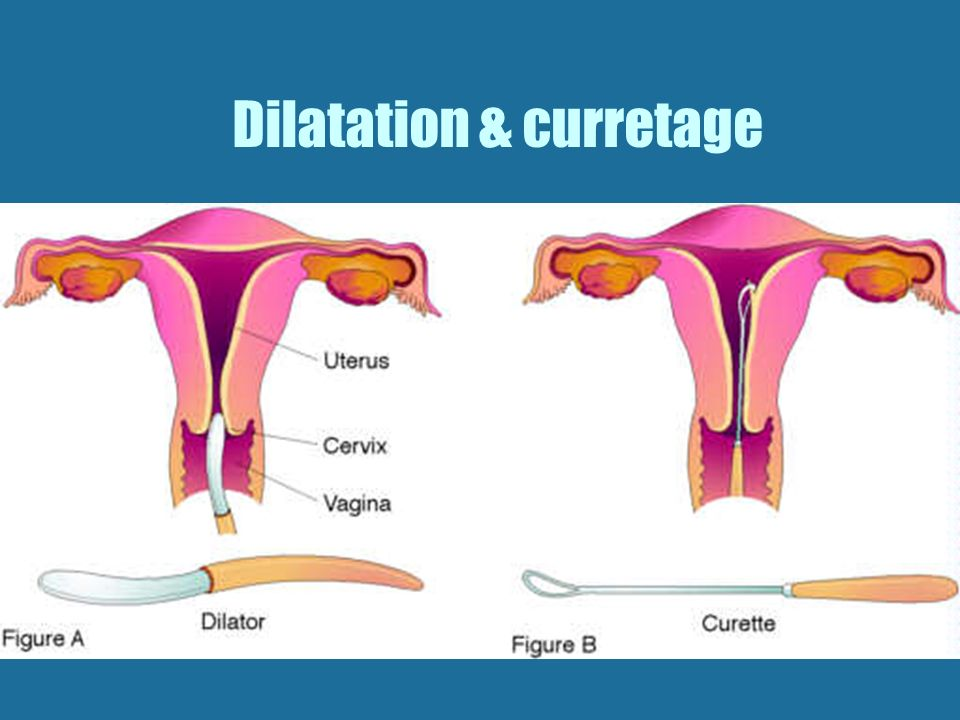 Dilatation & curretage
Uterus
Cervix
Vagina
Dilator
Figure A
Curette
Figure B